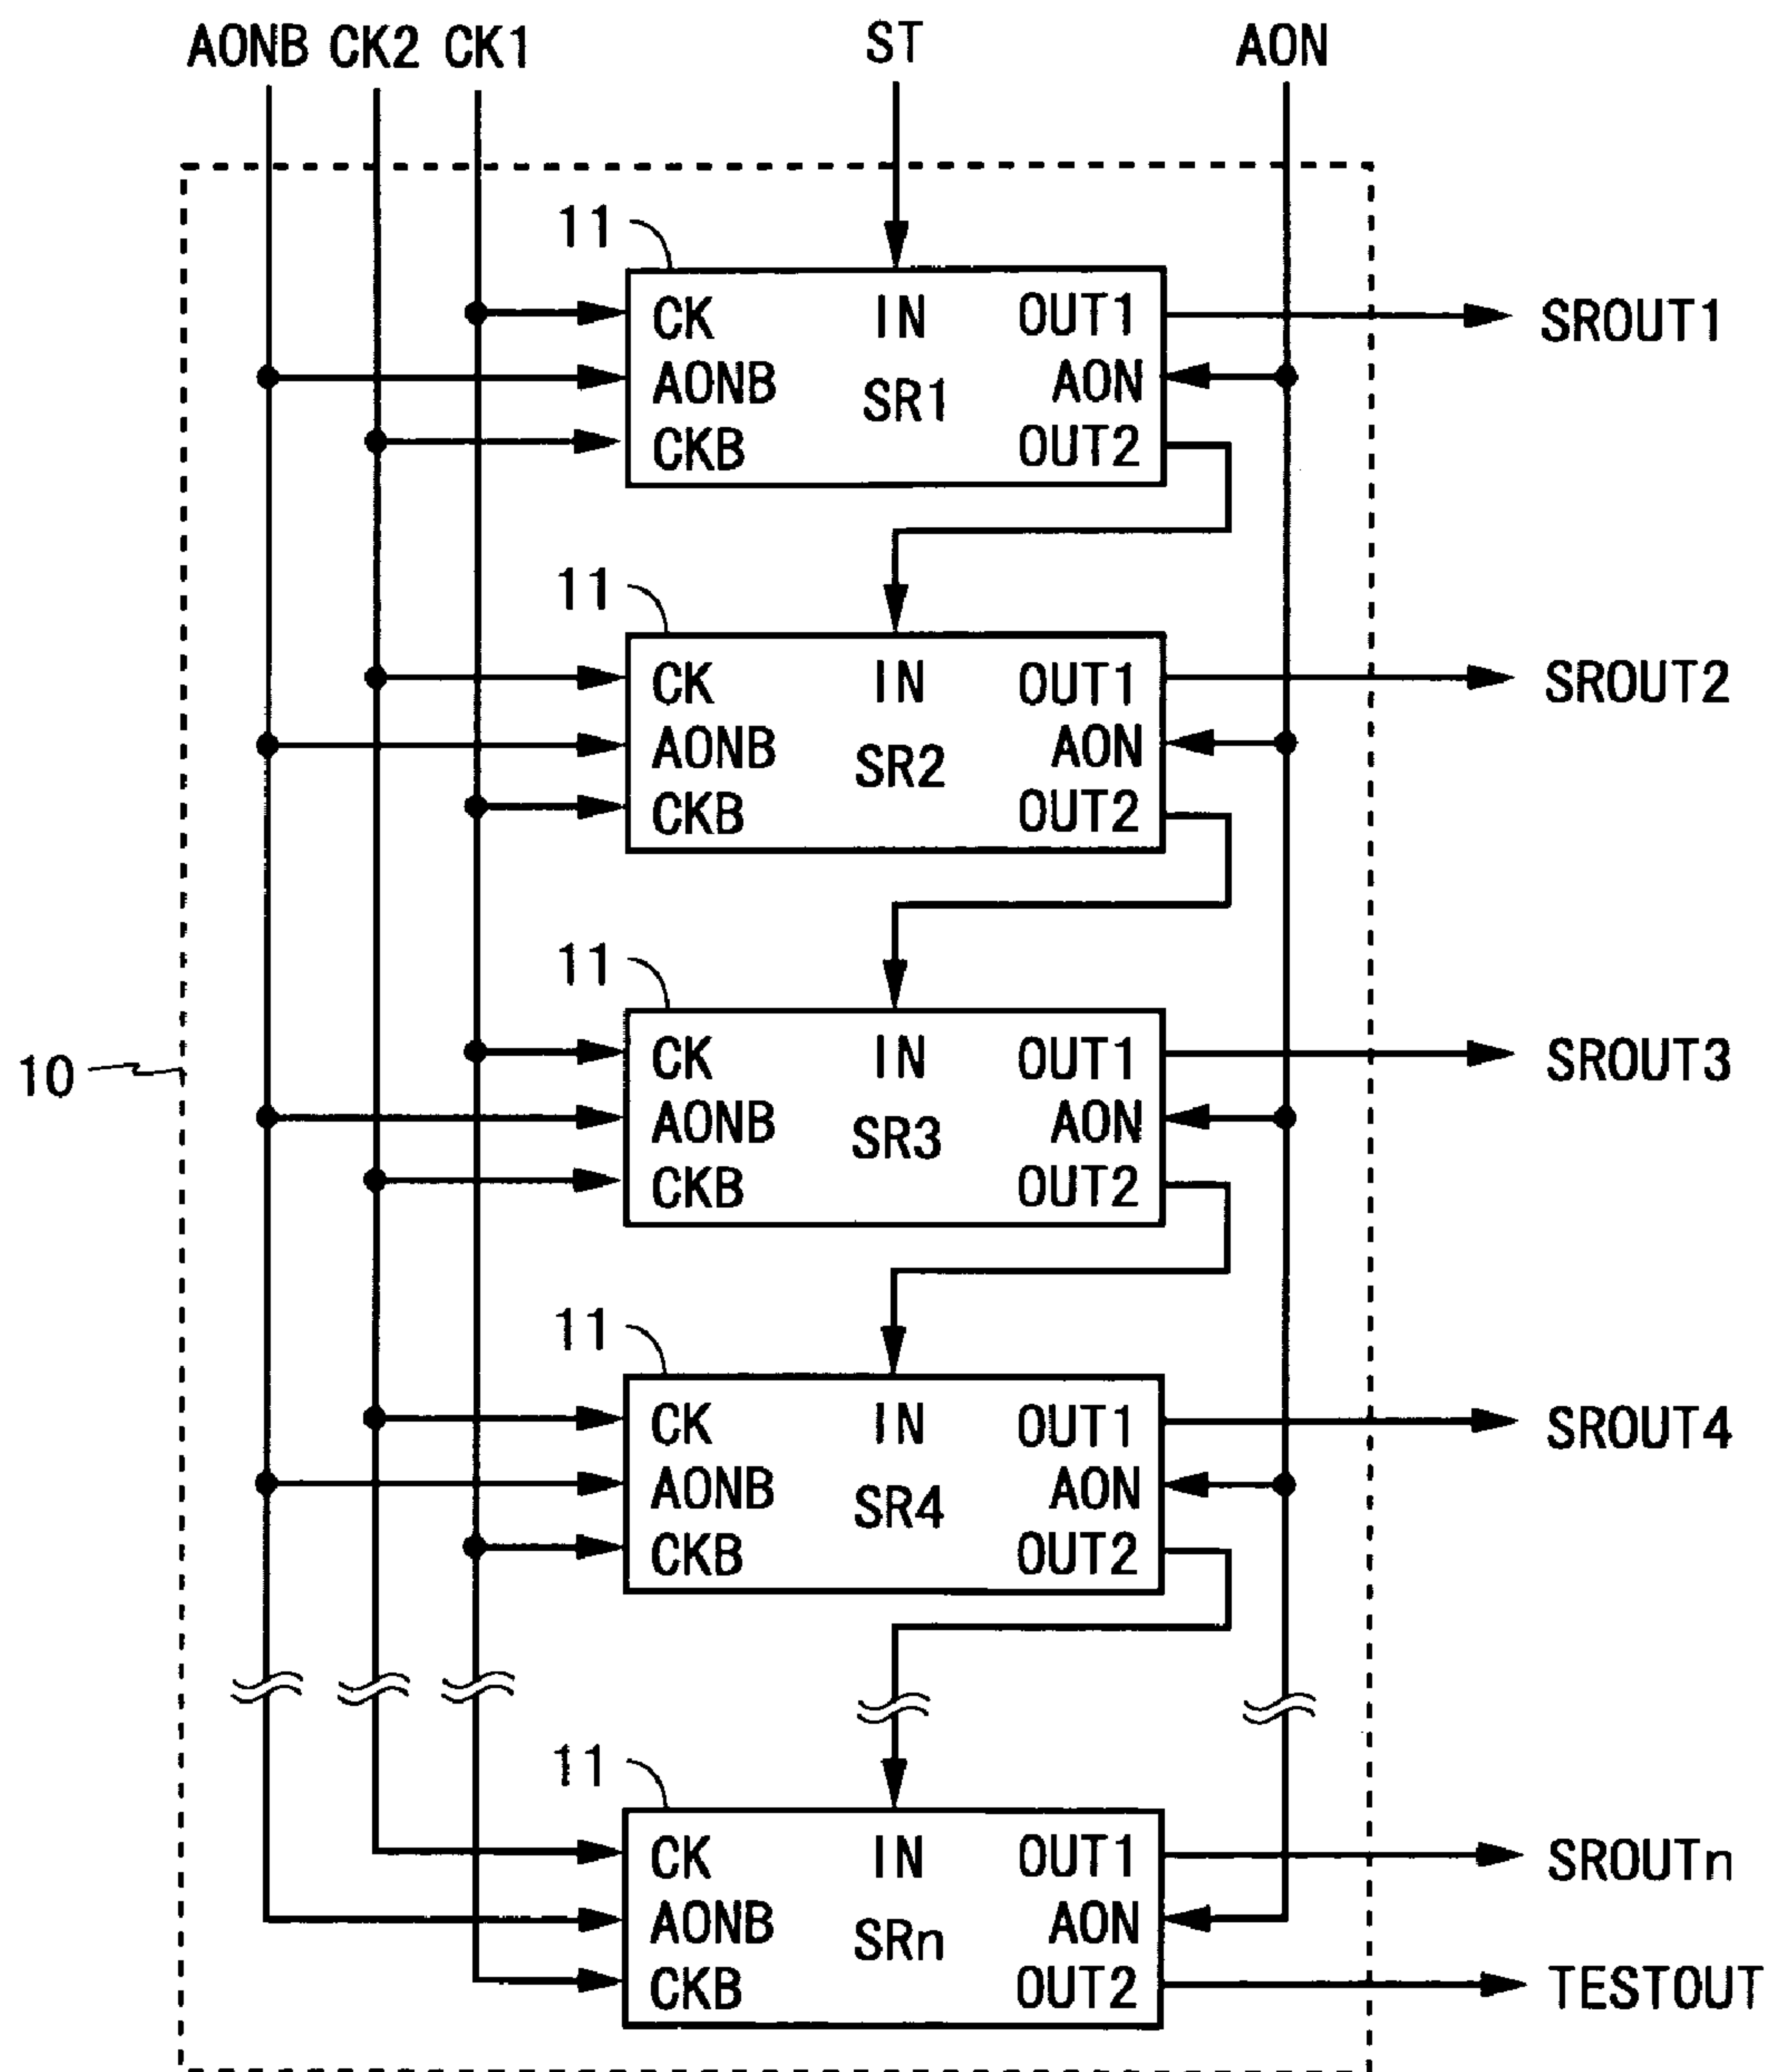 AONB CK2 CK1 ST AON
11
CK IN OUT1 SROUT1
AONB SR1 AON
CKB OUT2
11
CK IN OUT1 SROUT2
AONB SR2 AON
CKB OUT2
11
CK IN OUT1 SROUT3
10
AONB SR3 AON
CKB OUT2
11
CK IN OUT1 SROUT4
AONB SR4 AON
CKB OUT2
11
CK IN OUT1 SROUTn
AONB SRn AON
CKB OUT2 TESTOUT